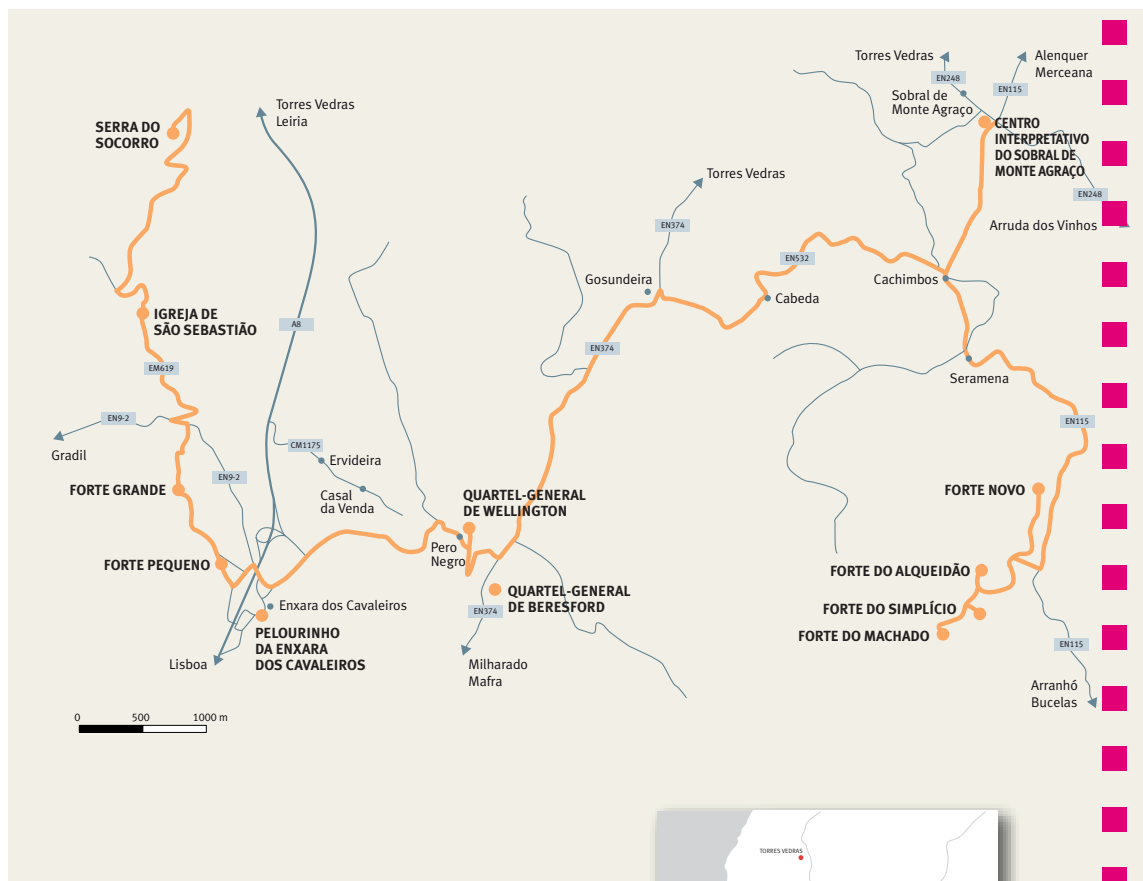 Torres Vedras
EN248
Sobral de
Monte Agraço
Alenquer
Merceana
EN115
CENTRO
INTERPRETATIVO
DO SOBRAL DE
MONTE AGRAÇO
EN248
Arruda dos Vinhos
Torres Vedras
Leiria
SERRA DO
SOCORRO
Torres Vedras
EN374
EN532
Gosundeira
Cabeda
Cachimbos
IGREJA DE
SÃO SEBASTIÃO
A8
EN374
EM619
Seramena
EN9-2
Gradil
EN115
CM1175
Ervideira
EN9-2
Casal
da Venda
FORTE GRANDE
QUARTEL-GENERAL
DE WELLINGTON
FORTE NOVO
Pero
Negro
FORTE PEQUENO
FORTE DO ALQUEIDÃO
QUARTEL-GENERAL
DE BERESFORD
Enxara dos Cavaleiros
EN374
FORTE DO SIMPLÍCIO
FORTE DO MACHADO
PELOURINHO
DA ENXARA
DOS CAVALEIROS
EN115
Lisboa
Milharado
Mafra
Arranhó
Bucelas
0 500 1000 m
TORRES VEDRAS